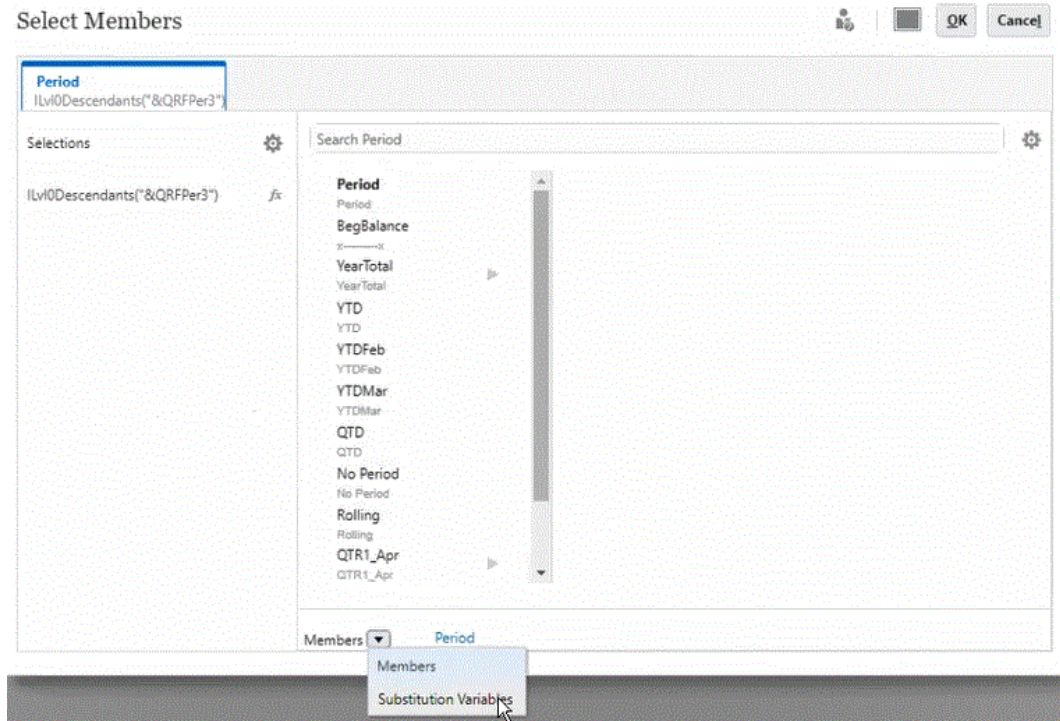 Select Members
OK
Cancel
Period
ILvl0Descendants("&QRFPer3")
Selections
Search Period
ILvl0Descendants("&QRFPer3")
fx
Period
Period
BegBalance
x---------x
YearTotal
YearTotal
YTD
YTD
YTDFeb
YTDFeb
YTDMar
YTDMar
QTD
QTD
No Period
No Period
Rolling
Rolling
QTR1_Apr
QTR1_Apr
Members
Period
Members
Substitution Variables